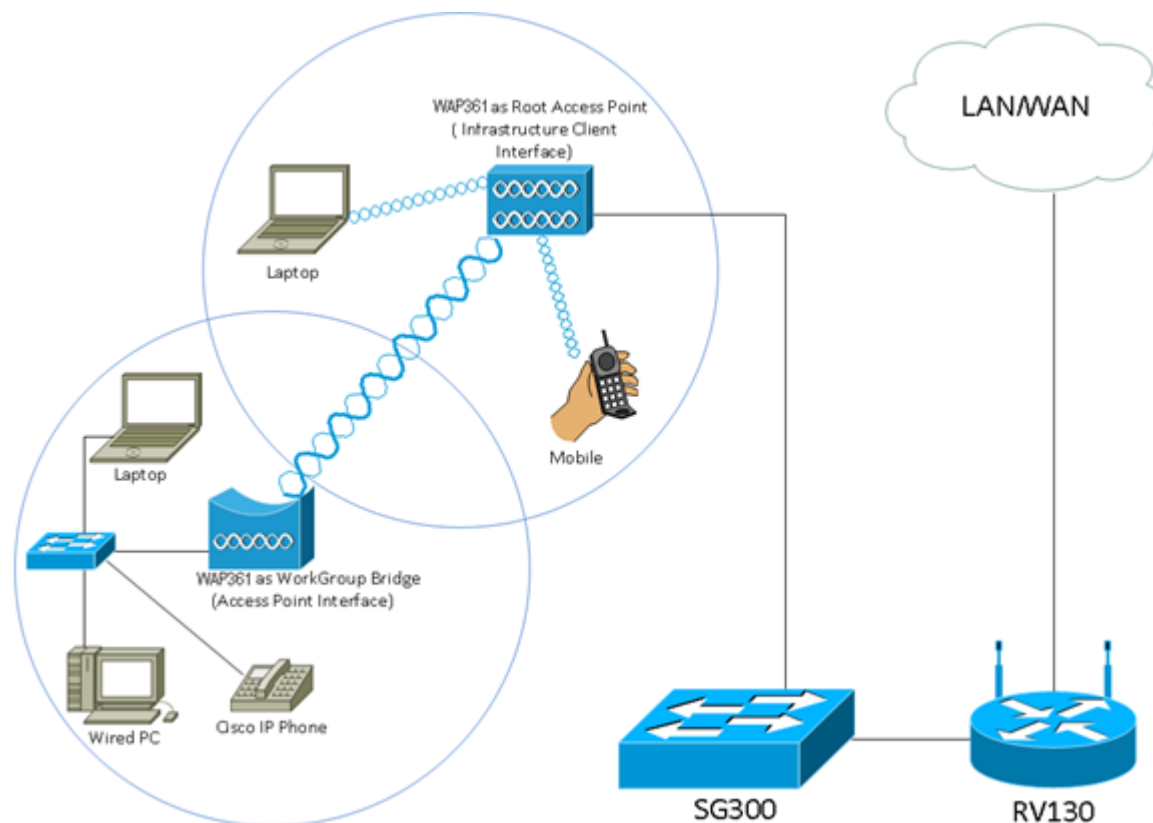 WAP361 as Root Access Point
( Infrastructure Client
Interface)
LAN/WAN
Laptop
Mobile
Laptop
WAP361 as WorkGroup Bridge
(Access Point Interface)
Wired PC
Cisco IP Phone
SG300
RV130